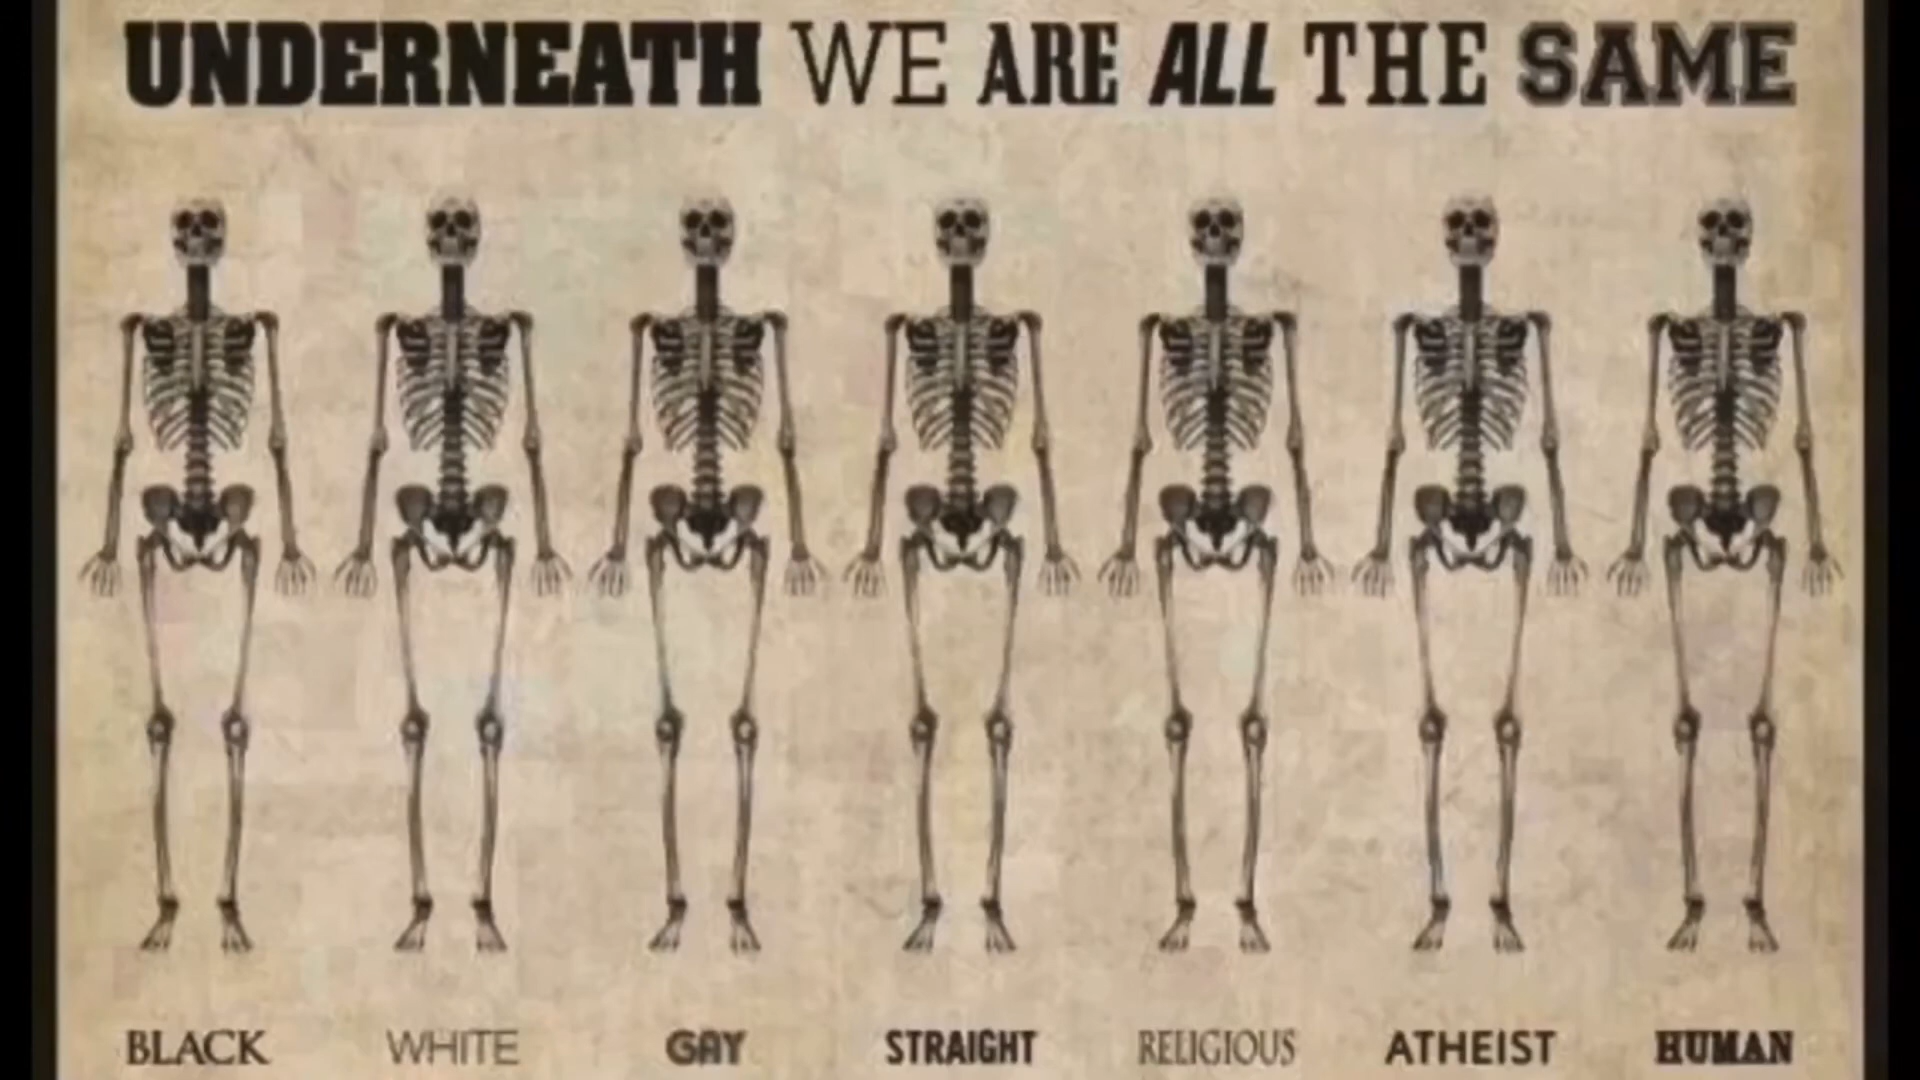 UNDERNEATH WE ARE ALL THE SAME
BLACK WHITE GAY STRAIGHT RELIGIOUS ATHEIST HUMAN